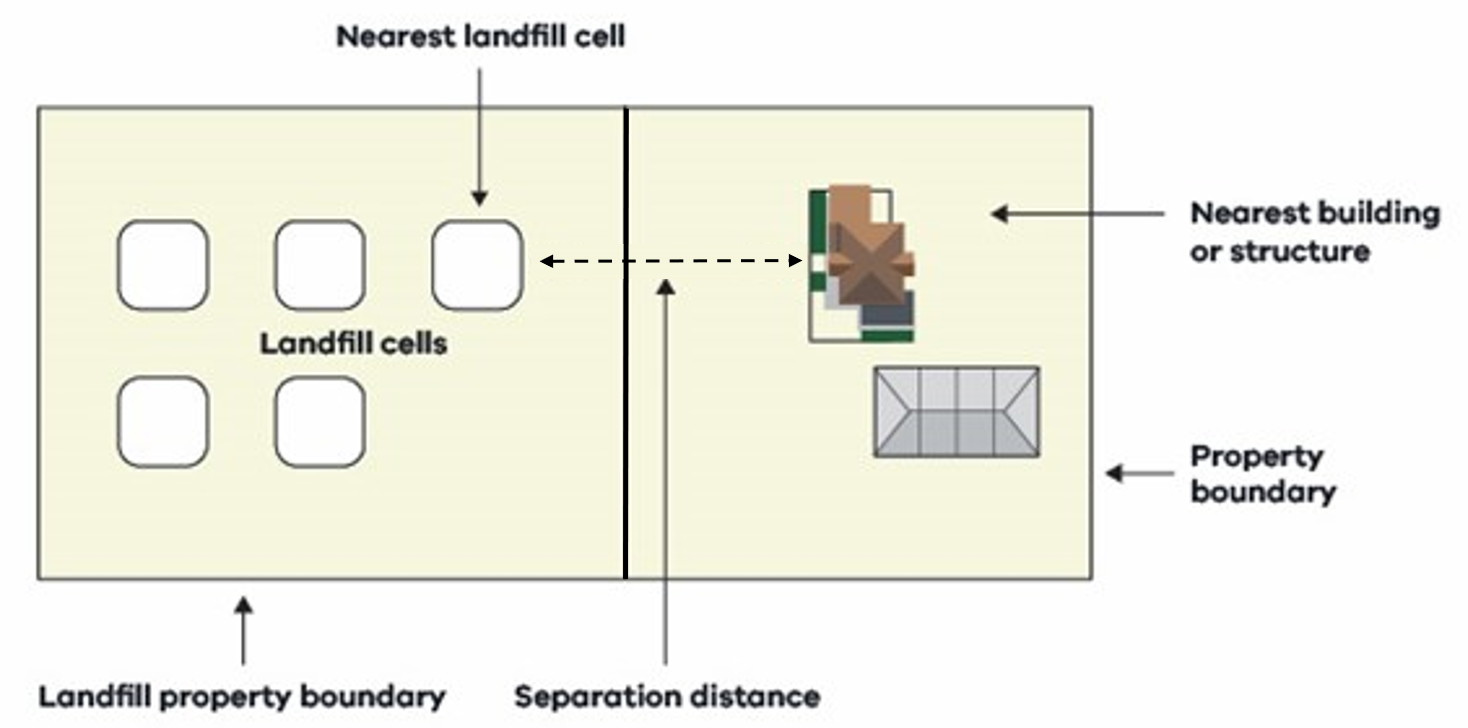 Nearest landfill cell
Nearest building
or structure
Landfill cells
Property
boundary
Landfill property boundary
Separation distance